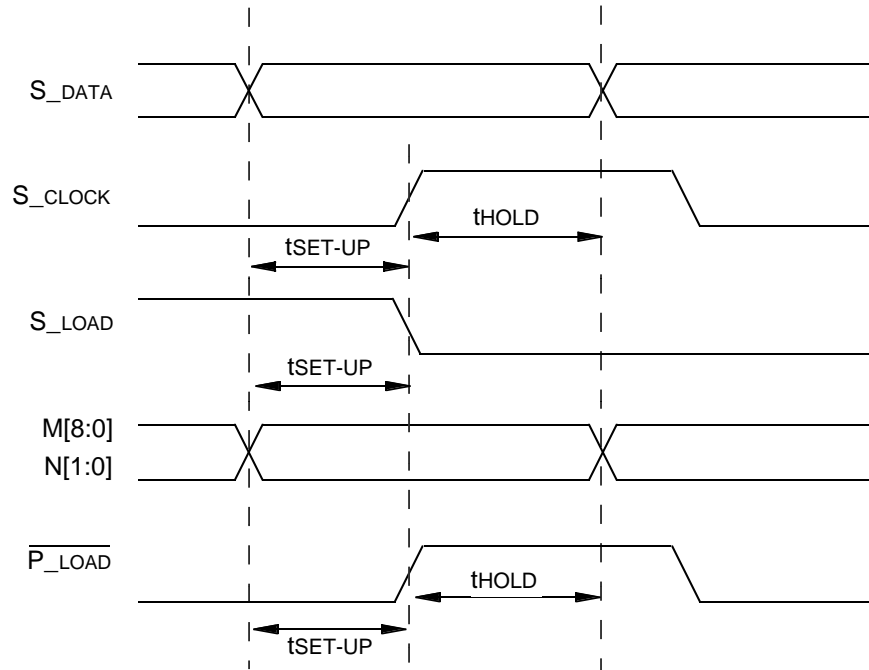 S_DATA
S_CLOCK
tHOLD
tSET-UP
S_LOAD
tSET-UP
M[8:0]
N[1:0]
P_LOAD
tHOLD
tSET-UP